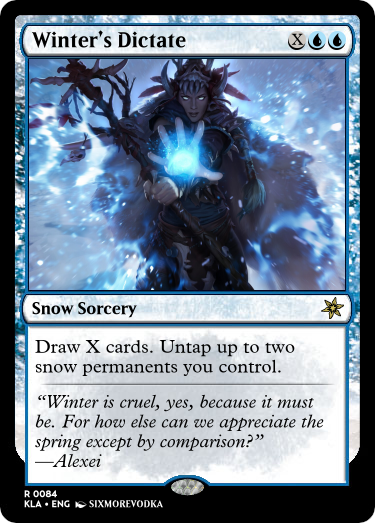 Winter's Dictate X
Snow Sorcery
Draw X cards. Untap up to two
snow permanents you control.
“Winter is cruel, yes, because it must
be. For how else can we appreciate the
spring except by comparison?”
—Alexei
R 0084
KLA • ENG SIXMOREVODKA